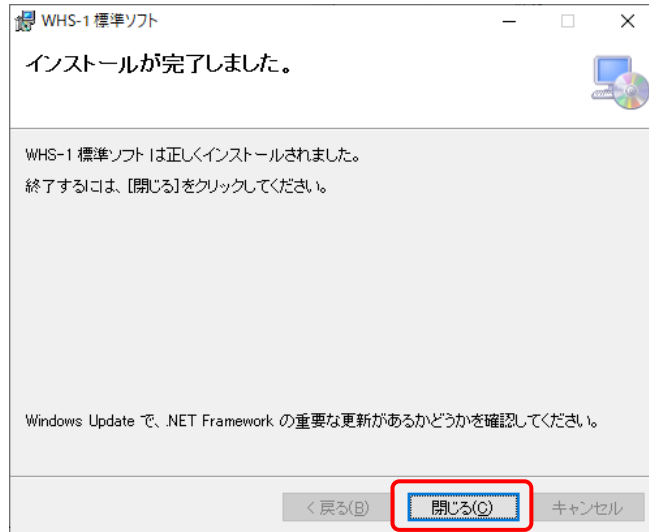 WHS-1 標準ソフト
インストールが完了しました。
WHS-1 標準ソフト は正しくインストールされました。
終了するには、[閉じる]をクリックしてください。
Windows Update で、.NET Framework の重要な更新があるかどうかを確認してください。
< 戻る(B) 閉じる(C) キャンセル